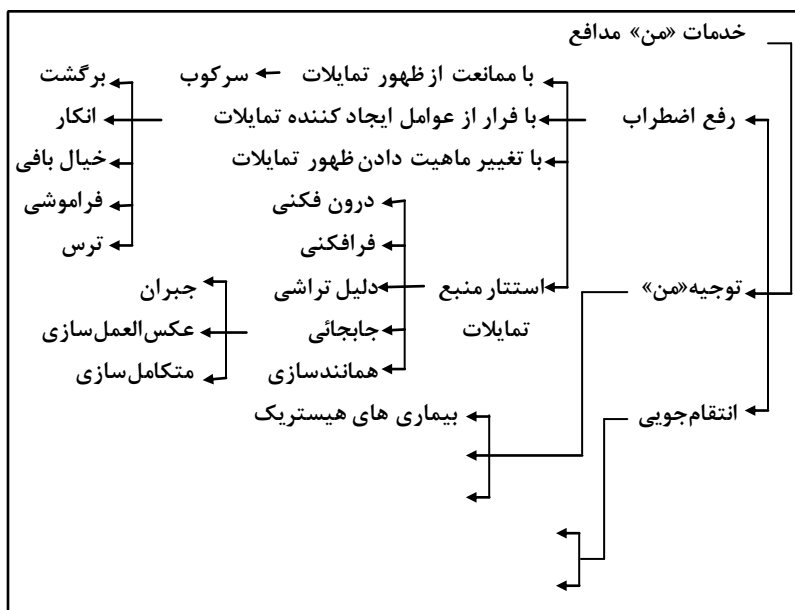 خدمات «من» مدافع
رفع اضطراب
با ممانعت از ظهور تمایلات
سرکوب
با فرار از عوامل ایجاد کننده تمایلات
برگشت
انکار
خیال بافی
فراموشی
ترس
با تغییر ماهیت دادن ظهور تمایلات
جبران
عکس‌العمل‌سازی
متکامل‌سازی
استتار منبع
تمایلات
درون فکنی
فرافکنی
دلیل تراشی
جابجائی
همانندسازی
توجیه«من»
بیماری های هیستریک
انتقام‌جویی